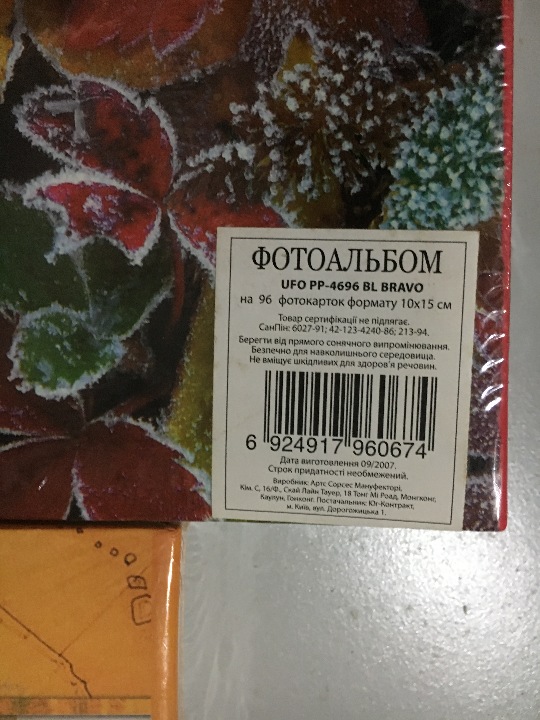 ФОТОАЛЬБОМ
UFO PP-4696 BL BRAVO
на 96 фотокарток формату 10х15 см
Товар сертифікації не підлягає.
СанПін: 6027-91; 42-123-4240-86; 213-94.
Берегти від прямого сонячного випромінювання.
Безпечно для навколишнього середовища.
Не вміщує шкідливих для здоров'я речовин.
6 924917 960674
Дата виготовлення 09/2007.
Строк придатності необмежений.
Виробник: Артс Сорсес Мануфекторі,
Кім. С, 16/Ф., Скай Лайн Тауер, 18 Тонг Мі Роад, Монгконг,
Каулун, Гонконг. Постачальник: Юг-Контракт,
м. Київ, вул. Дорогожицька 1.